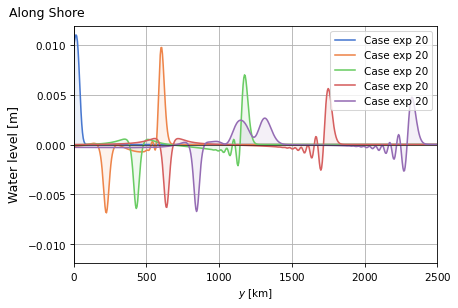 Along Shore
0.010
0.005
0.000
−0.005
−0.010
Water level [m]
Case exp 20
Case exp 20
Case exp 20
Case exp 20
Case exp 20
0 500 1000 1500 2000 2500
y [km]